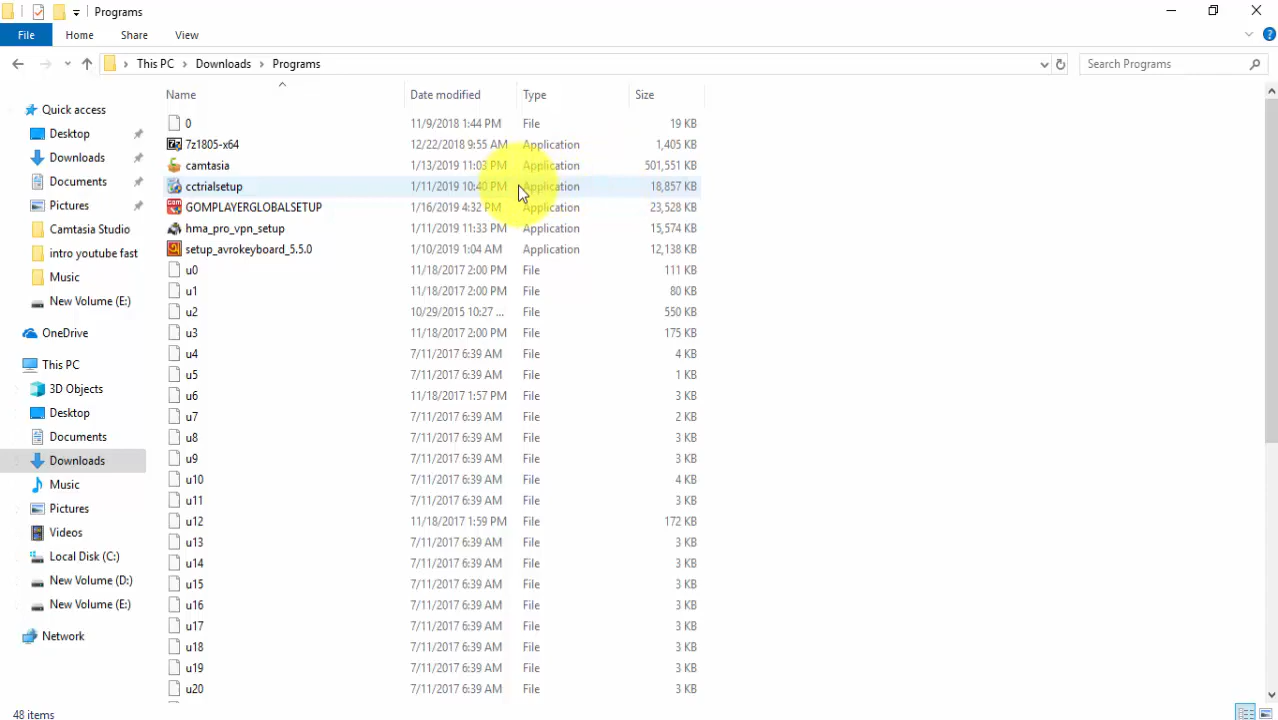 Programs
File Home Share View
This PC Downloads Programs Search Programs
Name Date modified Type Size
Quick access
Desktop
Downloads
Documents
Pictures
Camtasia Studio
intro youtube fast
Music
New Volume (E:)
OneDrive
This PC
3D Objects
Desktop
Documents
Downloads
Music
Pictures
Videos
Local Disk (C:)
New Volume (D:)
New Volume (E:)
Network
0 11/9/2018 1:44 PM File 19 KB
7z1805-x64 12/22/2018 9:55 AM Application 1,405 KB
camtasia 1/13/2019 11:03 PM Application 501,551 KB
cctrialsetup 1/11/2019 10:40 PM Application 18,857 KB
GOMPLAYERGLOBALSETUP 1/16/2019 4:32 PM Application 23,528 KB
hma_pro_vpn_setup 1/11/2019 11:33 PM Application 15,574 KB
setup_avrokeyboard_5.5.0 1/10/2019 1:04 AM Application 12,138 KB
u0 11/18/2017 2:00 PM File 111 KB
u1 11/18/2017 2:00 PM File 80 KB
u2 10/29/2015 10:27 ... File 550 KB
u3 11/18/2017 2:00 PM File 175 KB
u4 7/11/2017 6:39 AM File 4 KB
u5 7/11/2017 6:39 AM File 1 KB
u6 11/18/2017 1:57 PM File 3 KB
u7 7/11/2017 6:39 AM File 2 KB
u8 7/11/2017 6:39 AM File 3 KB
u9 7/11/2017 6:39 AM File 3 KB
u10 7/11/2017 6:39 AM File 4 KB
u11 7/11/2017 6:39 AM File 3 KB
u12 11/18/2017 1:59 PM File 172 KB
u13 7/11/2017 6:39 AM File 3 KB
u14 7/11/2017 6:39 AM File 3 KB
u15 7/11/2017 6:39 AM File 3 KB
u16 7/11/2017 6:39 AM File 3 KB
u17 7/11/2017 6:39 AM File 3 KB
u18 7/11/2017 6:39 AM File 3 KB
u19 7/11/2017 6:39 AM File 3 KB
u20 7/11/2017 6:39 AM File 3 KB
48 items